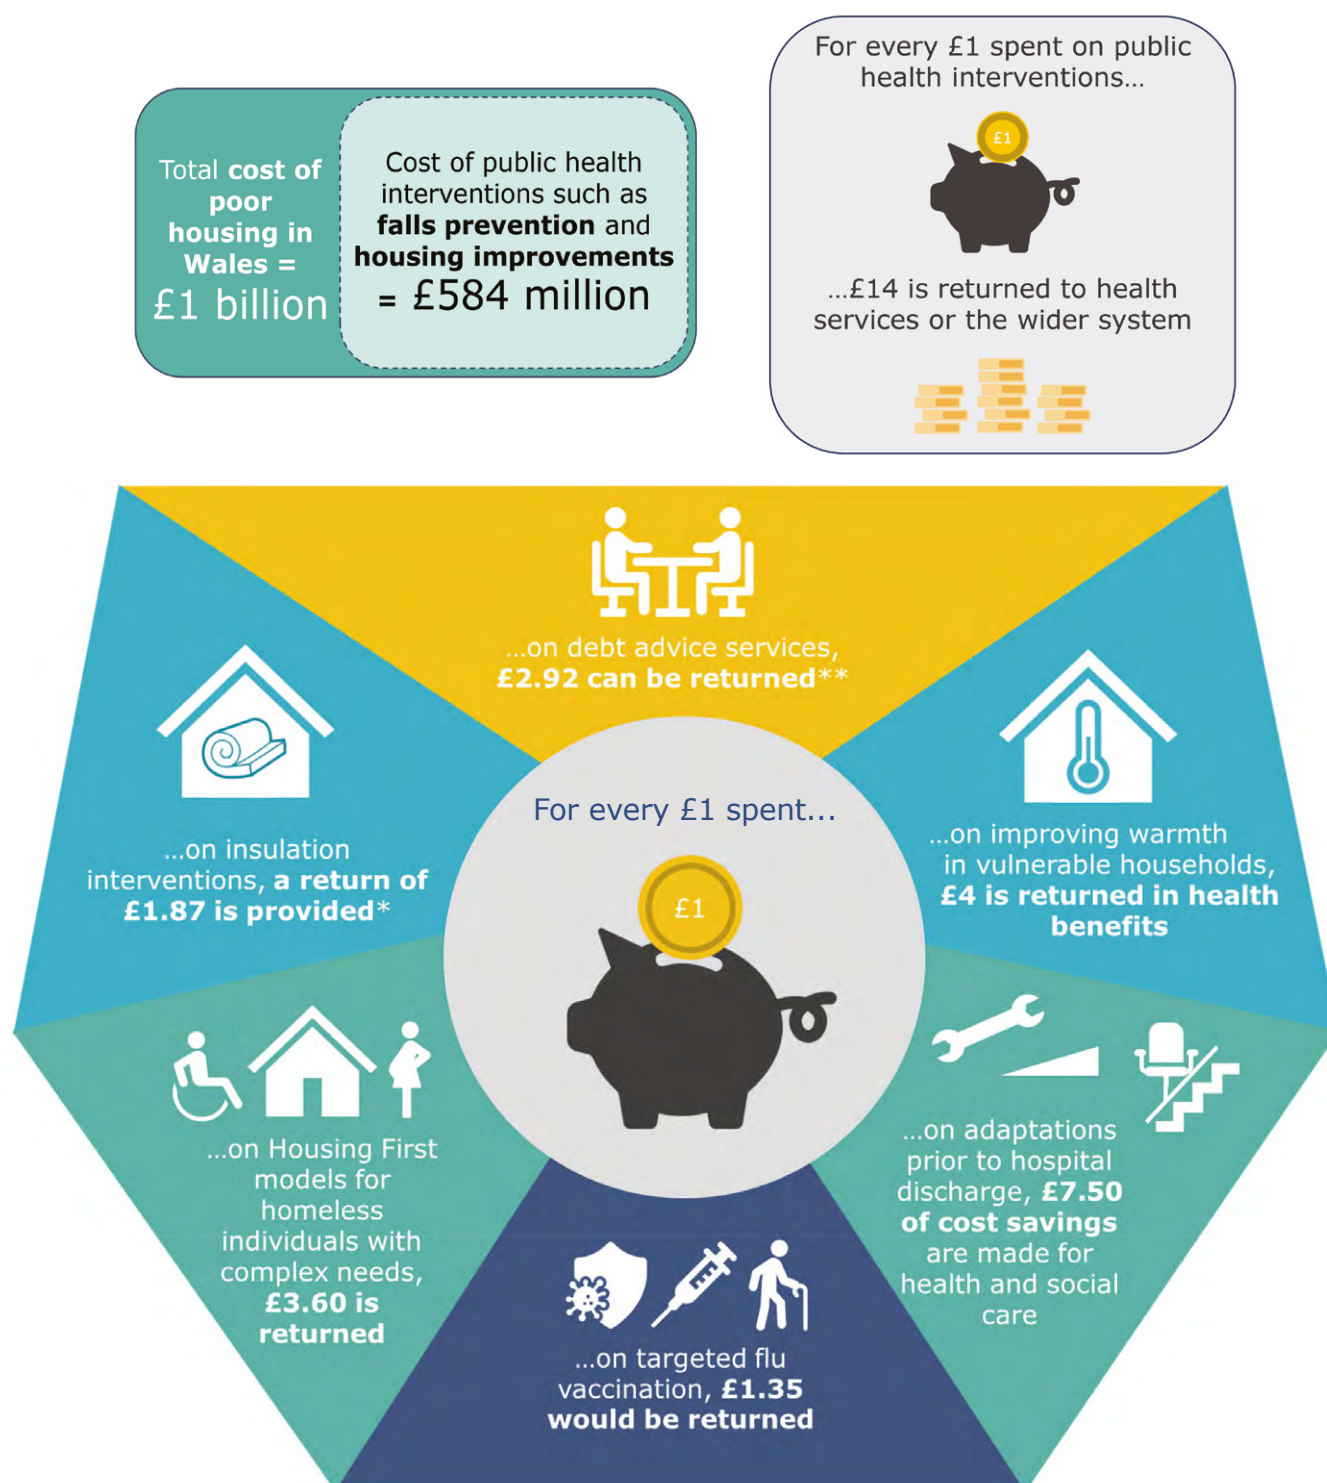 Total cost of
poor
housing in
Wales =
£1 billion
Cost of public health
interventions such as
falls prevention and
housing improvements
= £584 million
For every £1 spent on public
health interventions...
£1
...£14 is returned to health
services or the wider system
...on debt advice services,
£2.92 can be returned**
...on insulation
interventions, a return of
£1.87 is provided*
For every £1 spent...
£1
...on improving warmth
in vulnerable households,
£4 is returned in health
benefits
...on Housing First
models for
homeless
individuals with
complex needs,
£3.60 is
returned
...on adaptations
prior to hospital
discharge, £7.50
of cost savings
are made for
health and social
care
...on targeted flu
vaccination, £1.35
would be returned